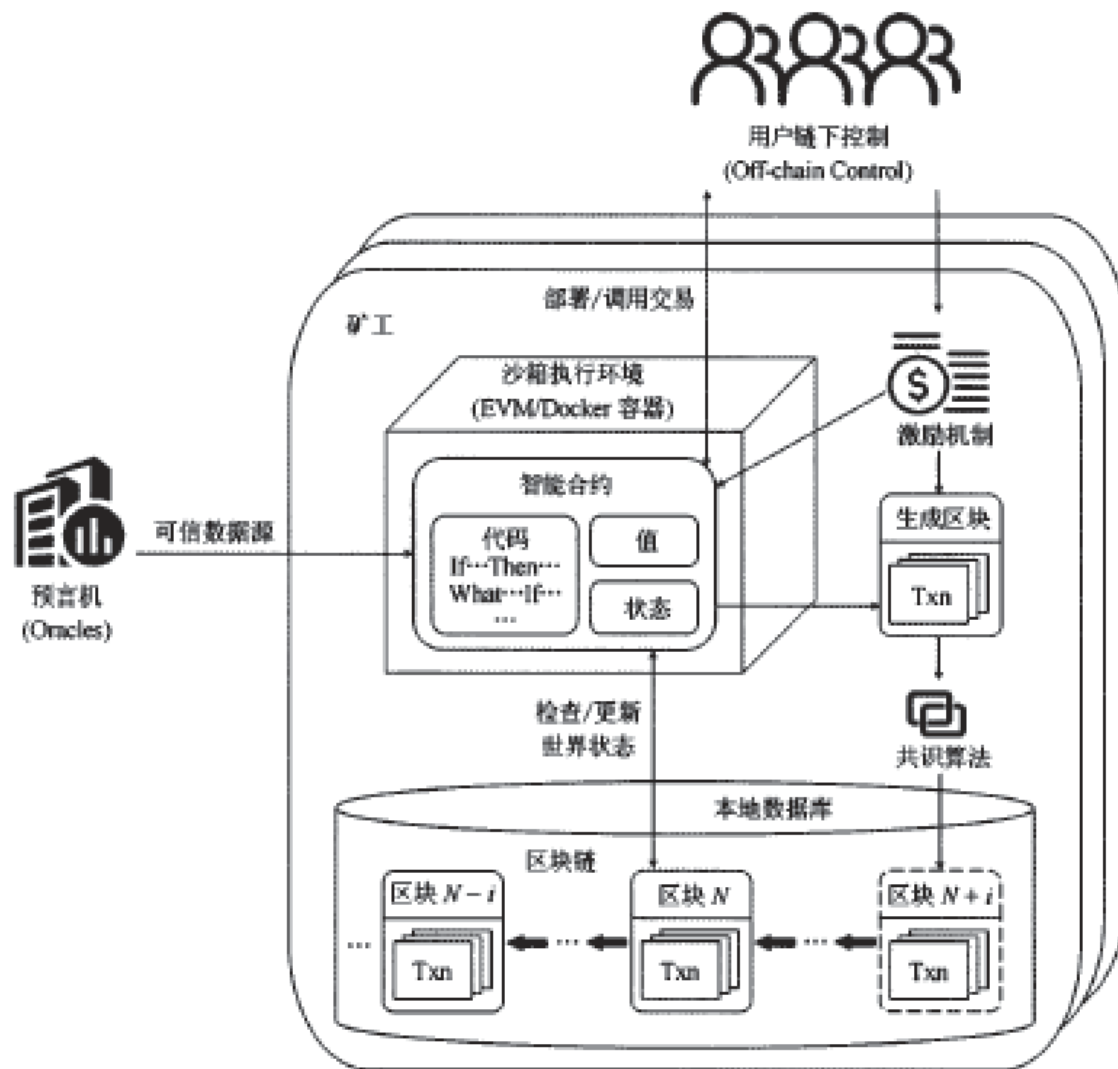 用户链下控制
(Off-chain Control)
部署/调用交易
矿工
沙箱执行环境
(EVM/Docker 容器)
$
激励机制
智能合约
代码
If…Then…
What…If…
…
值
状态
可信数据源
预言机
(Oracles)
生成区块
Txn
检查/更新
世界状态
共识算法
本地数据库
区块链
区块 N − i
区块 N
区块 N + i
… Txn … Txn … Txn